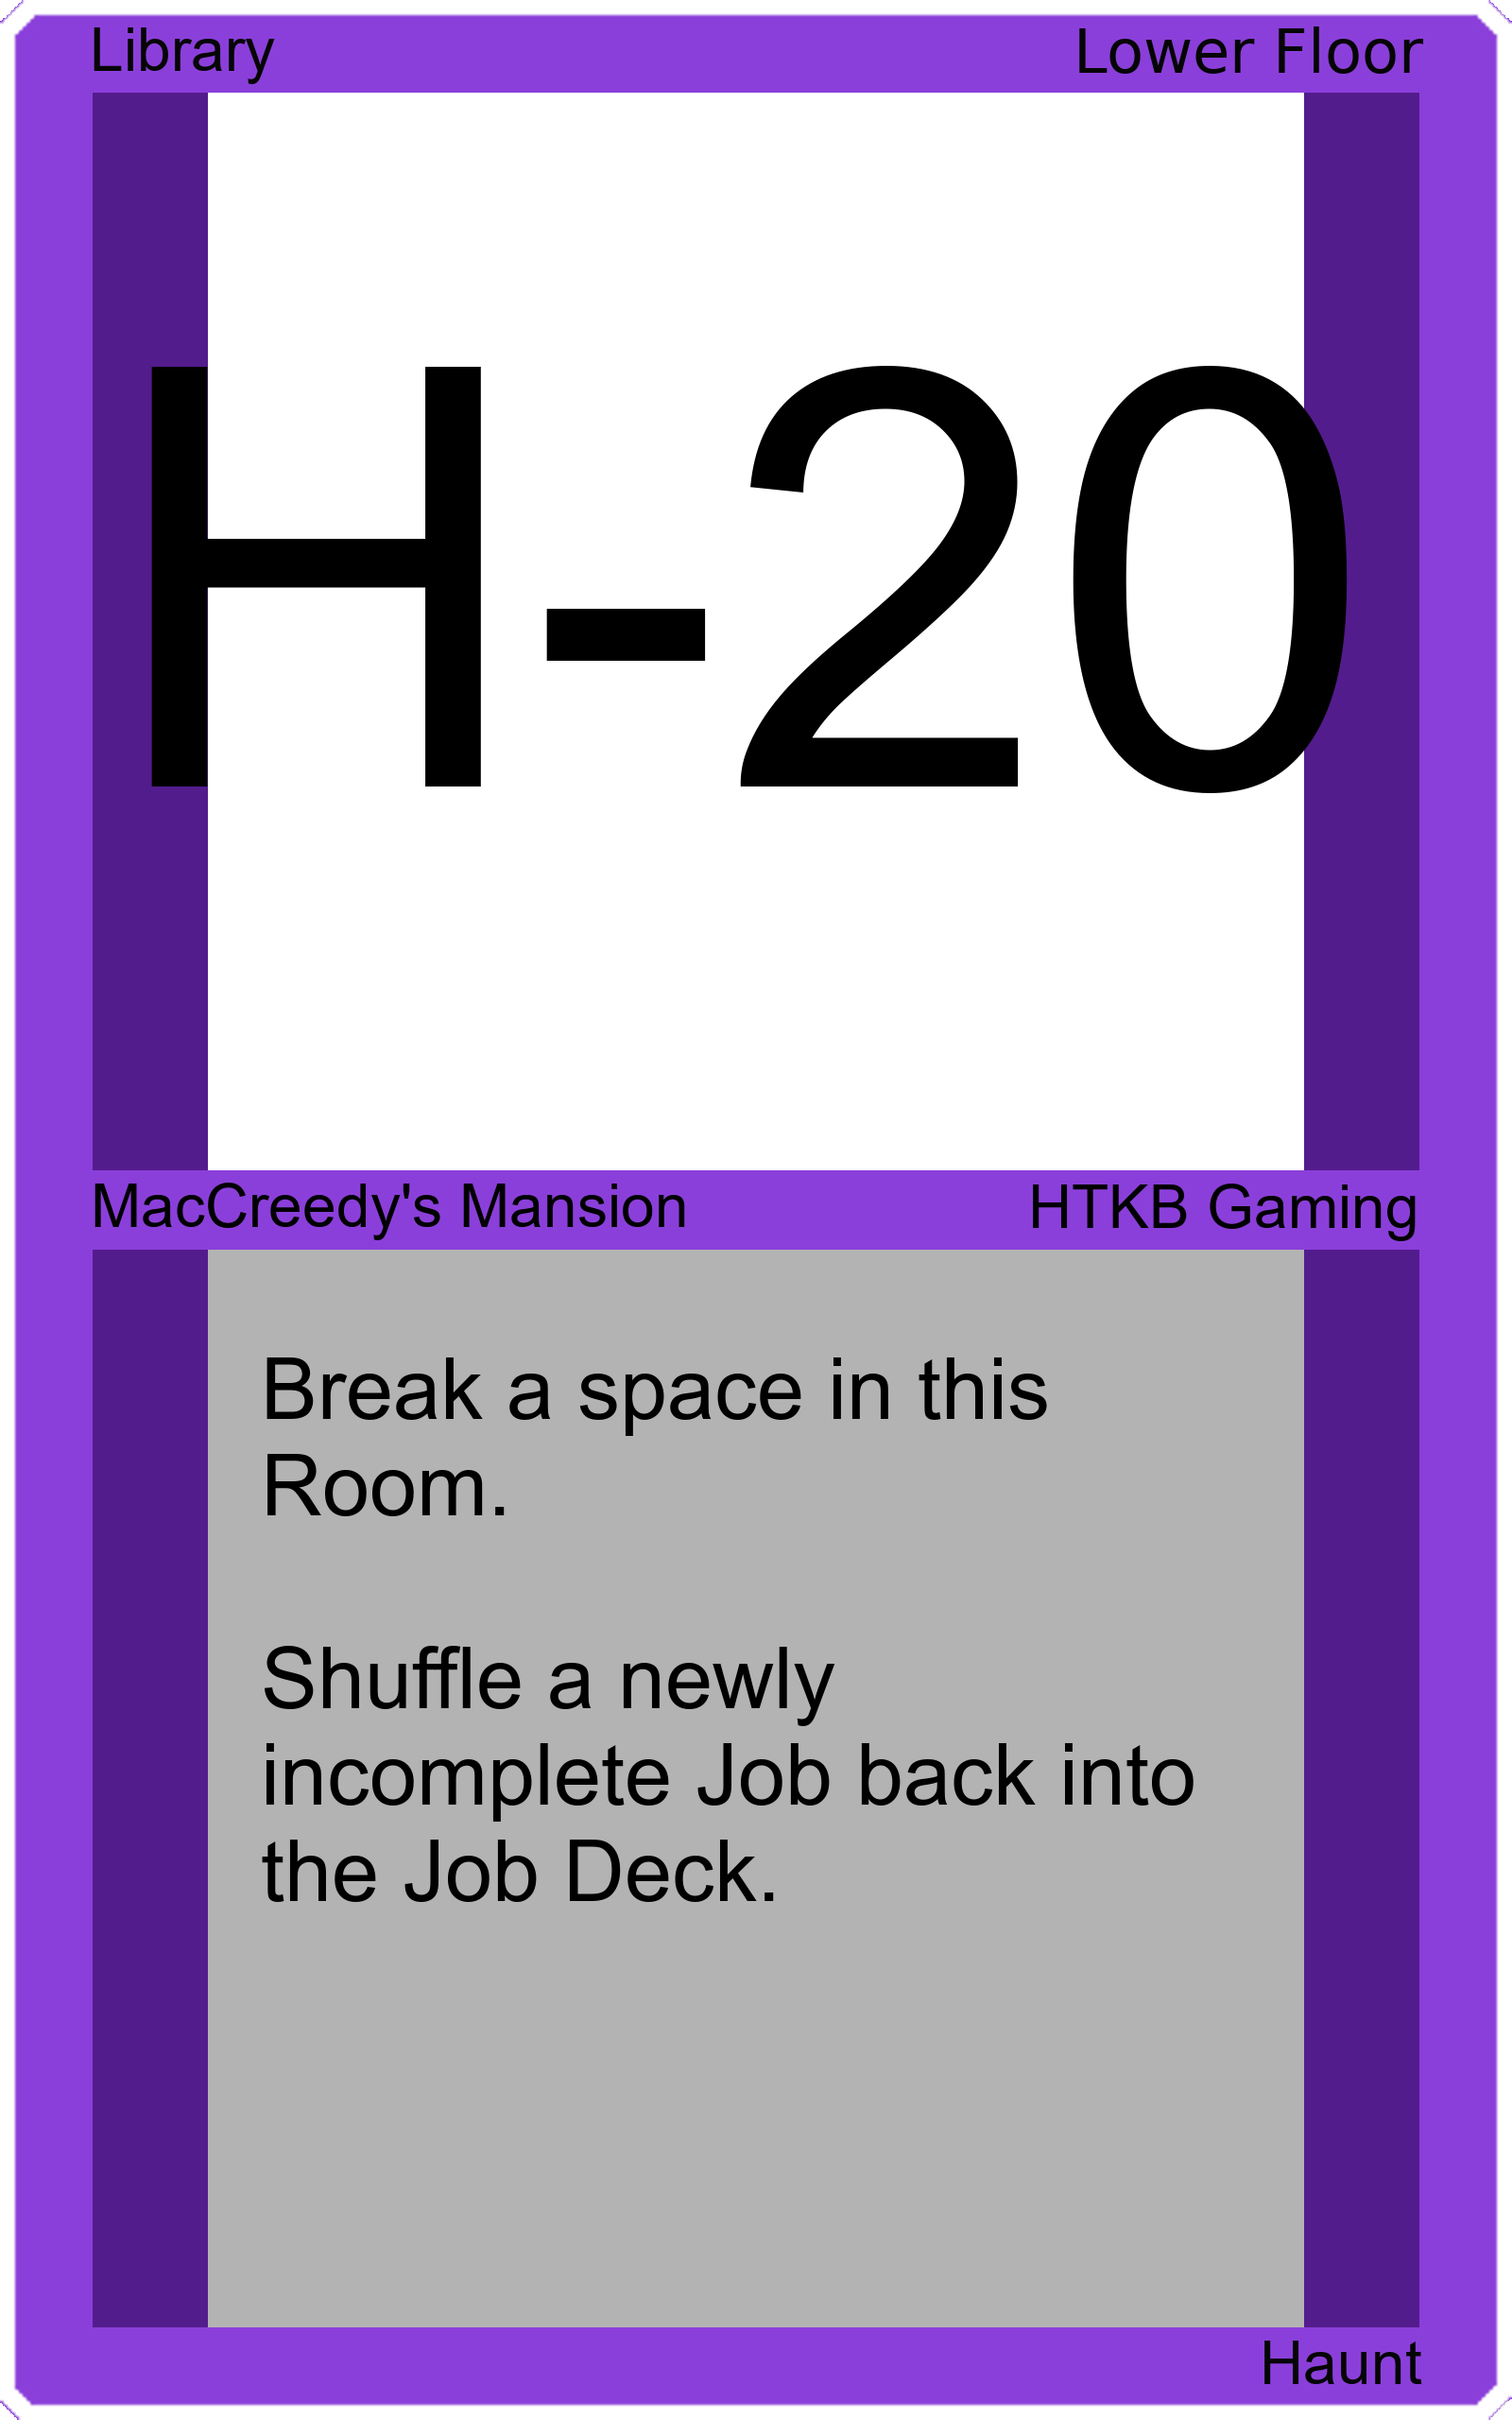 Library
Lower Floor
H-20
MacCreedy's Mansion
HTKB Gaming
Break a space in this
Room.
Shuffle a newly
incomplete Job back into
the Job Deck.
Haunt